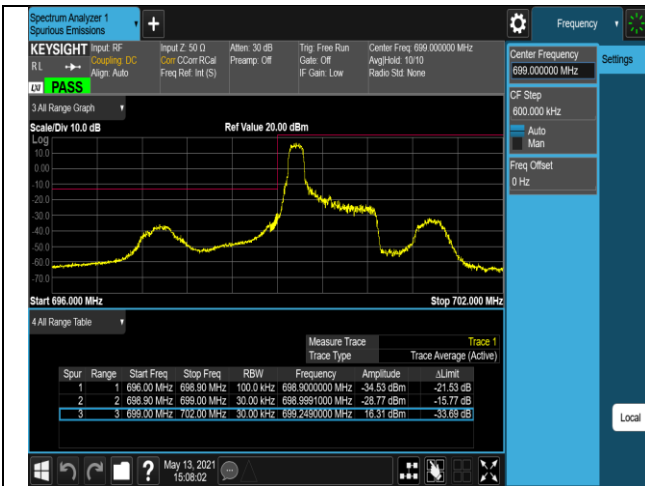 Spectrum Analyzer 1
Spurious Emissions
Frequency
KEYSIGHT Input: RF Input Z: 50 Ω Atten: 30 dB Trig: Free Run Center Freq: 699.000000 MHz
RL Coupling: DC Corr CCorr RCal Preamp: Off Gate: Off Avg|Hold: 10/10
Align: Auto Freq Ref: Int (S) IF Gain: Low Radio Std: None
PASS
Center Frequency
699.000000 MHz
Settings
CF Step
600.000 kHz
Auto
Man
Freq Offset
0 Hz
3 All Range Graph
Scale/Div 10.0 dB Ref Value 20.00 dBm
Log
10.0
0.00
-10.0
-20.0
-30.0
-40.0
-50.0
-60.0
-70.0
Start 696.000 MHz Stop 702.000 MHz
4 All Range Table
Measure Trace Trace 1
Trace Type Trace Average (Active)
Spur Range Start Freq Stop Freq RBW Frequency Amplitude ΔLimit
1 1 696.00 MHz 698.90 MHz 100.0 kHz 698.9000000 MHz -34.53 dBm -21.53 dB
2 2 698.90 MHz 699.00 MHz 30.00 kHz 698.9991000 MHz -28.77 dBm -15.77 dB
3 3 699.00 MHz 702.00 MHz 30.00 kHz 699.2490000 MHz 16.31 dBm -33.69 dB
Local
May 13, 2021
15:08:02